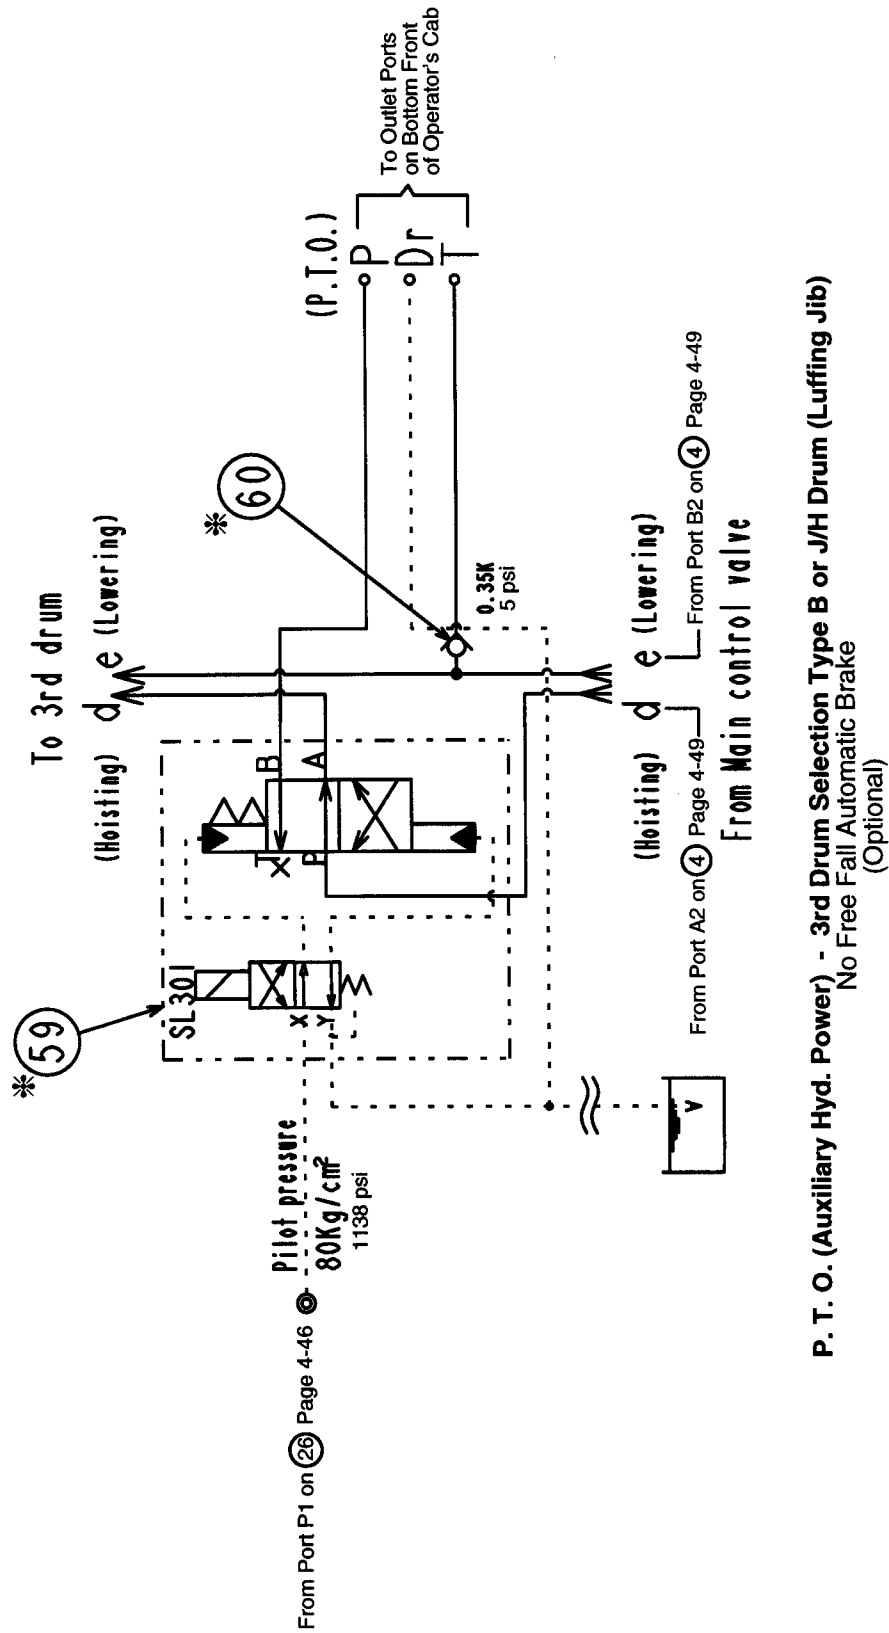 ※
59
SL301
X
Y
T
X
P
B
A
Pilot pressure
80Kg/cm²
1138 psi
From Port P1 on 26 Page 4-46
To 3rd drum
(Hoisting) d e (Lowering)
※
60
0.35K
5 psi
(P.T.O.)
P
Dr
T
To Outlet Ports
on Bottom Front
of Operator's Cab
(Hoisting) d e (Lowering)
From Port A2 on 4 Page 4-49
From Port B2 on 4 Page 4-49
From Main control valve
P. T. O. (Auxiliary Hyd. Power) - 3rd Drum Selection Type B or J/H Drum (Luffing Jib)
No Free Fall Automatic Brake
(Optional)